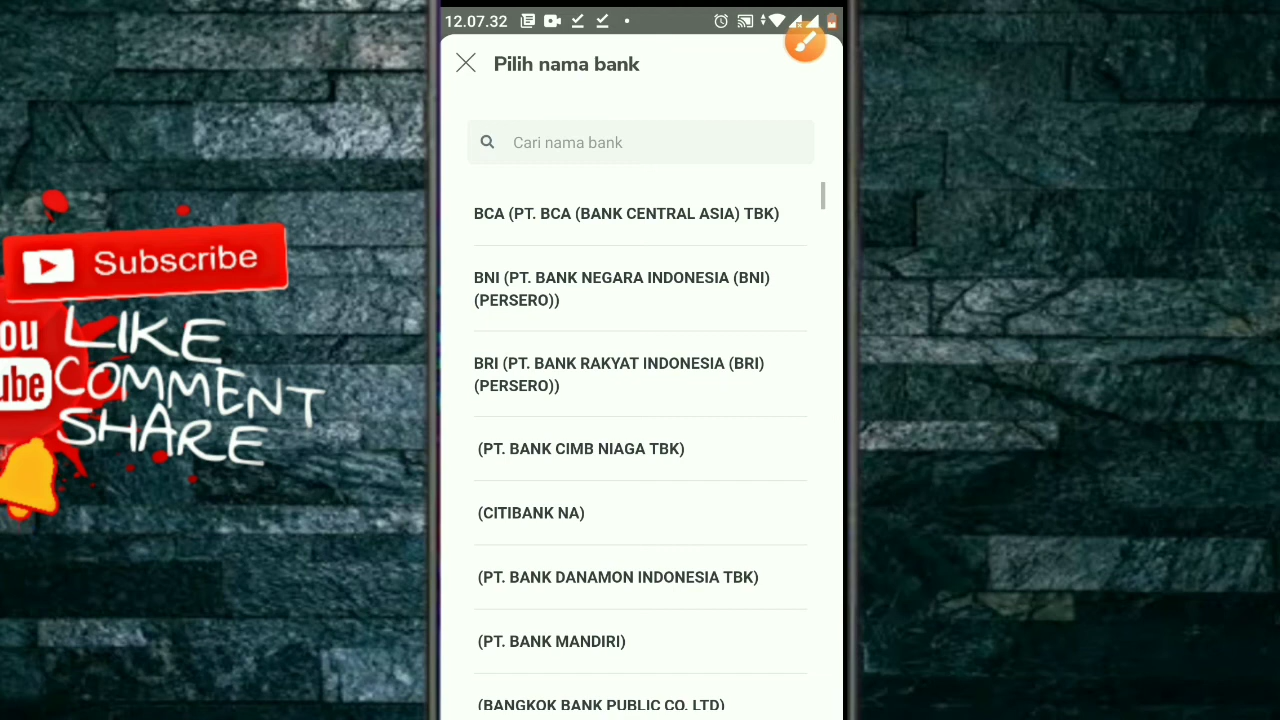 12.07.32
Pilih nama bank
Cari nama bank
BCA (PT. BCA (BANK CENTRAL ASIA) TBK)
BNI (PT. BANK NEGARA INDONESIA (BNI)
(PERSERO))
BRI (PT. BANK RAKYAT INDONESIA (BRI)
(PERSERO))
(PT. BANK CIMB NIAGA TBK)
(CITIBANK NA)
(PT. BANK DANAMON INDONESIA TBK)
(PT. BANK MANDIRI)
(BANGKOK BANK PUBLIC CO. LTD)
Subscribe
ou
ube
LIKE
COMMENT
SHARE